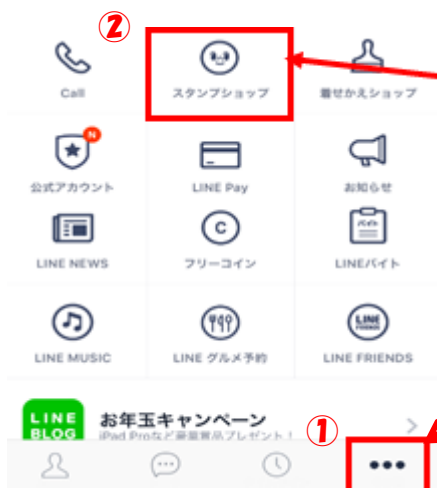 ②
Call
スタンプショップ
着せかえショップ
N
公式アカウント
LINE Pay
お知らせ
バイト
LINE NEWS
C
フリーコイン
LINEバイト
LINE FRIENDS
LINE MUSIC
LINE グルメ予約
LINE FRIENDS
LINE BLOG
お年玉キャンペーン
iPad Proなど豪華賞品プレゼント！
①